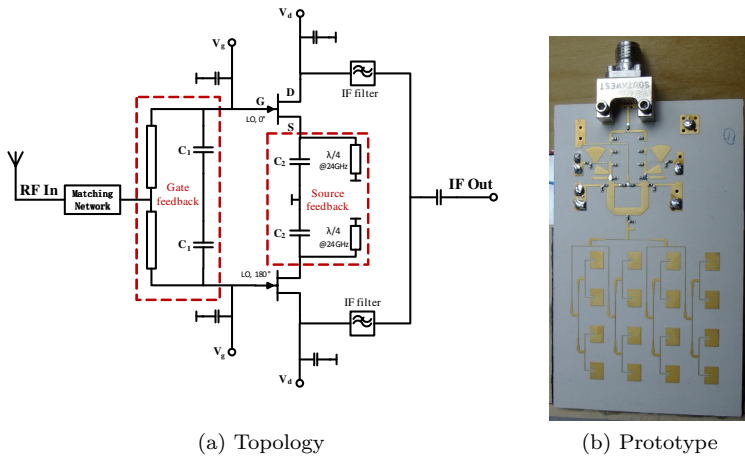 V_d
V_g
D
G
S
LO, 0°
IF filter
C_1
C_2
λ/4
@24GHz
Gate
feedback
Source
feedback
RF In
Matching
Network
IF Out
C_1
C_2
λ/4
@24GHz
LO, 180°
IF filter
V_g
V_d
SOUTHWEST
(a) Topology
(b) Prototype